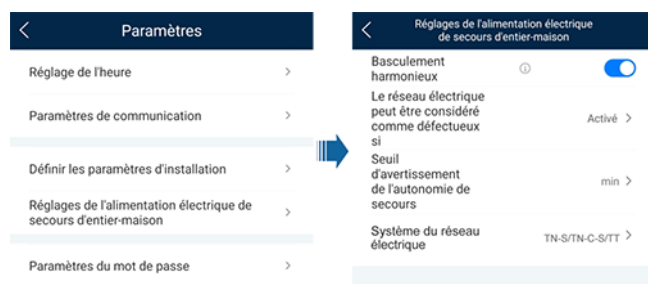 Paramètres
Réglage de l'heure
Paramètres de communication
Définir les paramètres d'installation
Réglages de l'alimentation électrique de
secours d'entier-maison
Paramètres du mot de passe
Réglages de l'alimentation électrique
de secours d'entier-maison
Basculement
harmonieux
Le réseau électrique
peut être considéré
comme défectueux
si
Activé
Seuil
d'avertissement
de l'autonomie de
secours
min
Système du réseau
électrique
TN-S/TN-C-S/TT